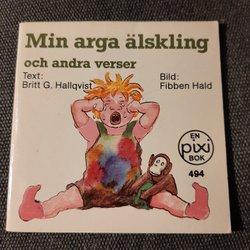 Min arga älskling
och andra verser
Text:
Britt G. Hallqvist
Bild:
Fibben Hald
EN
pixi
BOK
494